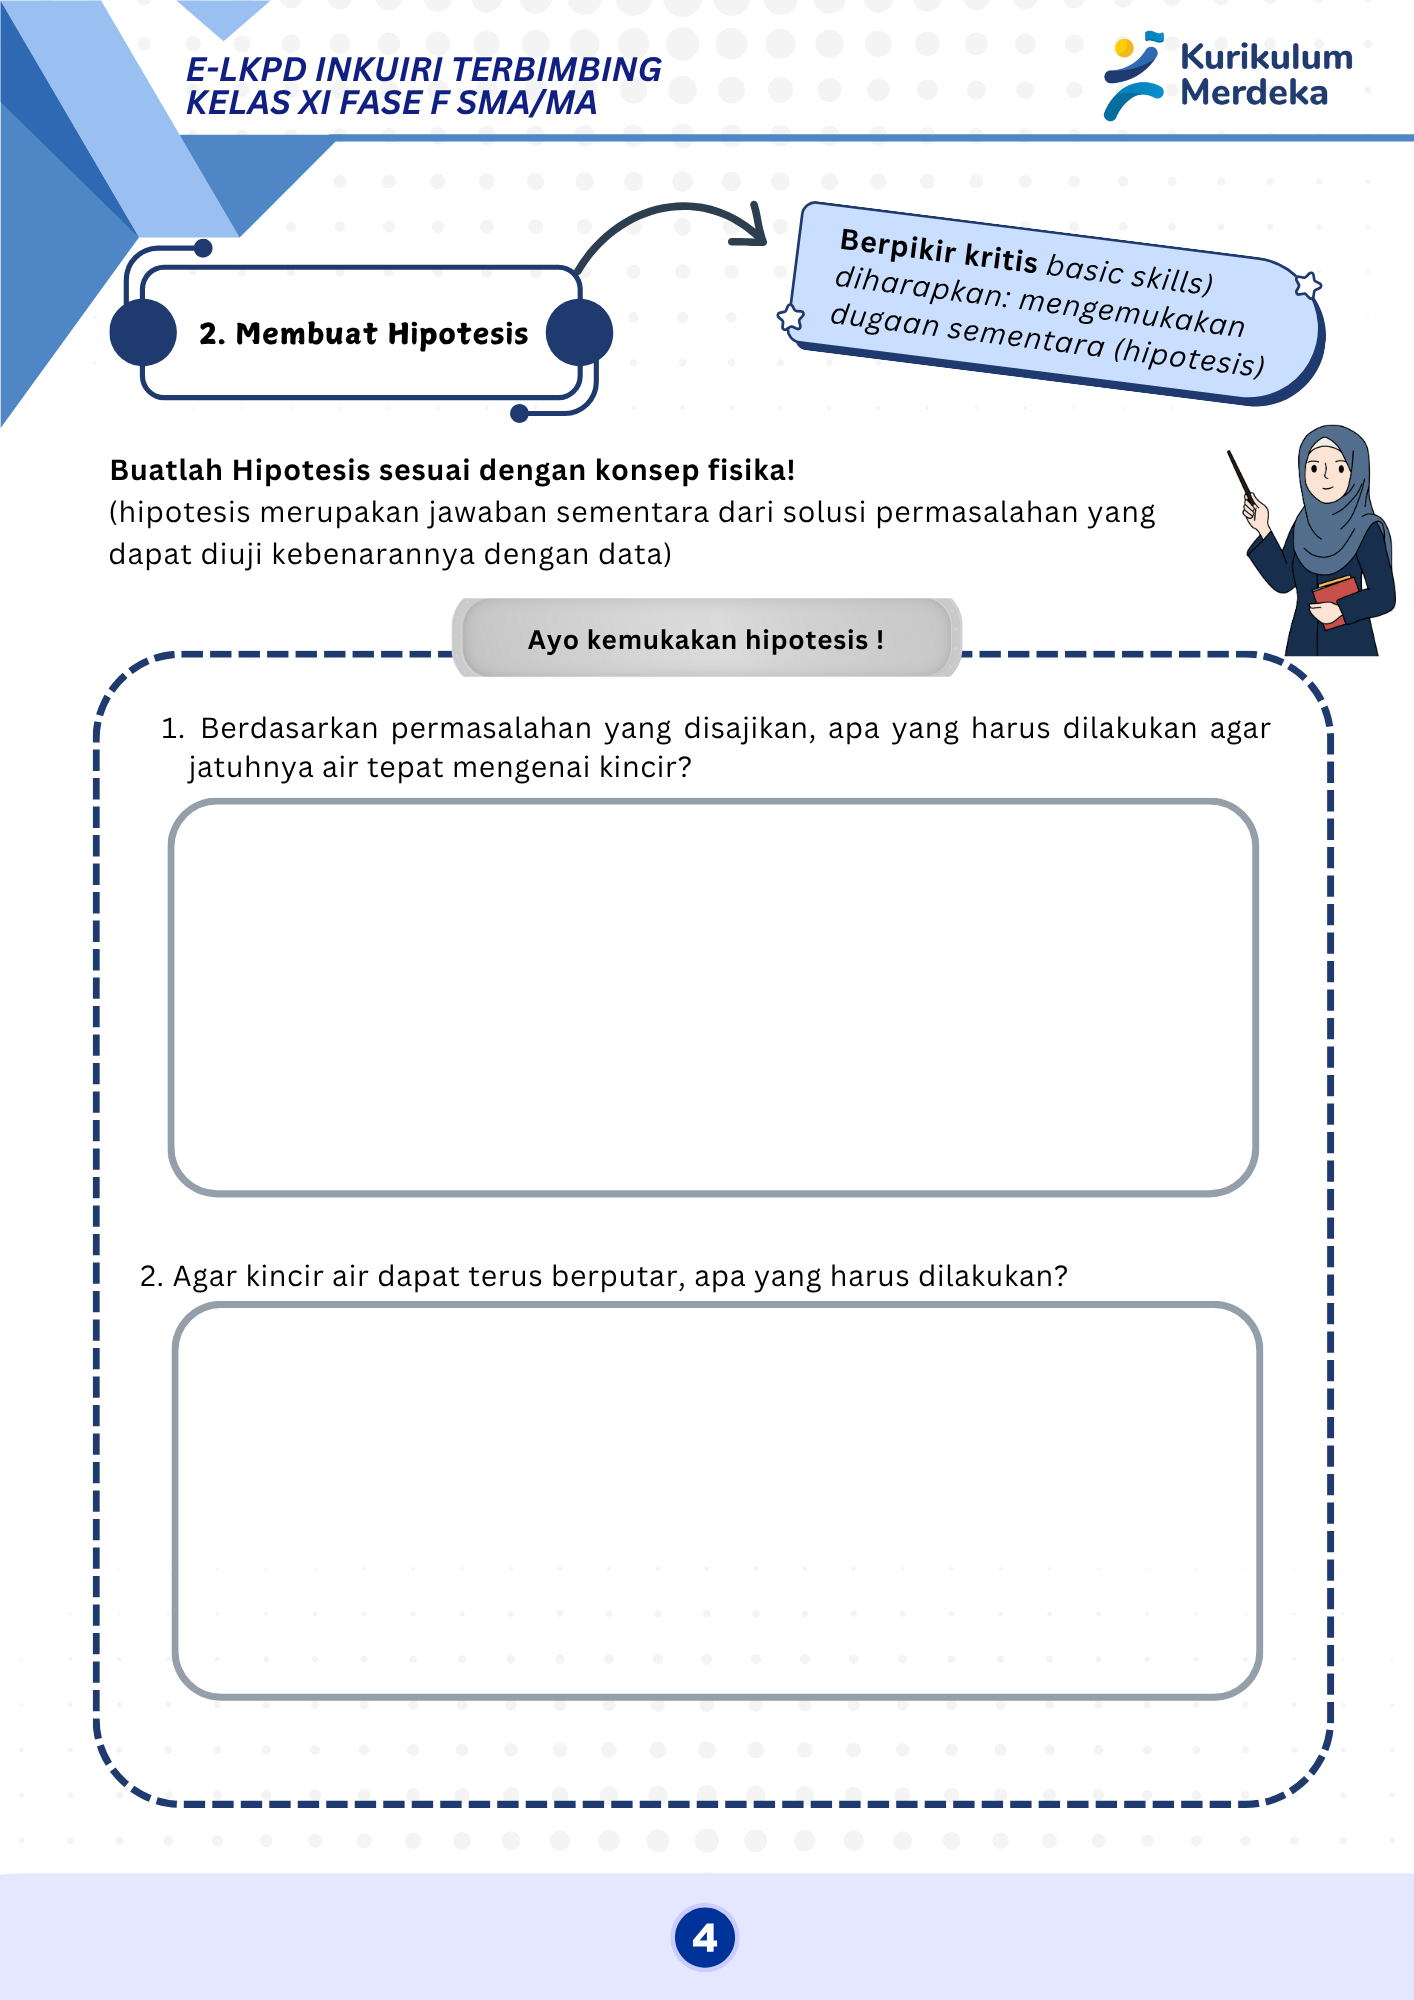 E-LKPD INKUIRI TERBIMBING
KELAS XI FASE F SMA/MA
Kurikulum
Merdeka
2. Membuat Hipotesis
Berpikir kritis basic skills)
diharapkan: mengemukakan
dugaan sementara (hipotesis)
Buatlah Hipotesis sesuai dengan konsep fisika!
(hipotesis merupakan jawaban sementara dari solusi permasalahan yang
dapat diuji kebenarannya dengan data)
Ayo kemukakan hipotesis !
1. Berdasarkan permasalahan yang disajikan, apa yang harus dilakukan agar
jatuhnya air tepat mengenai kincir?
2. Agar kincir air dapat terus berputar, apa yang harus dilakukan?
4